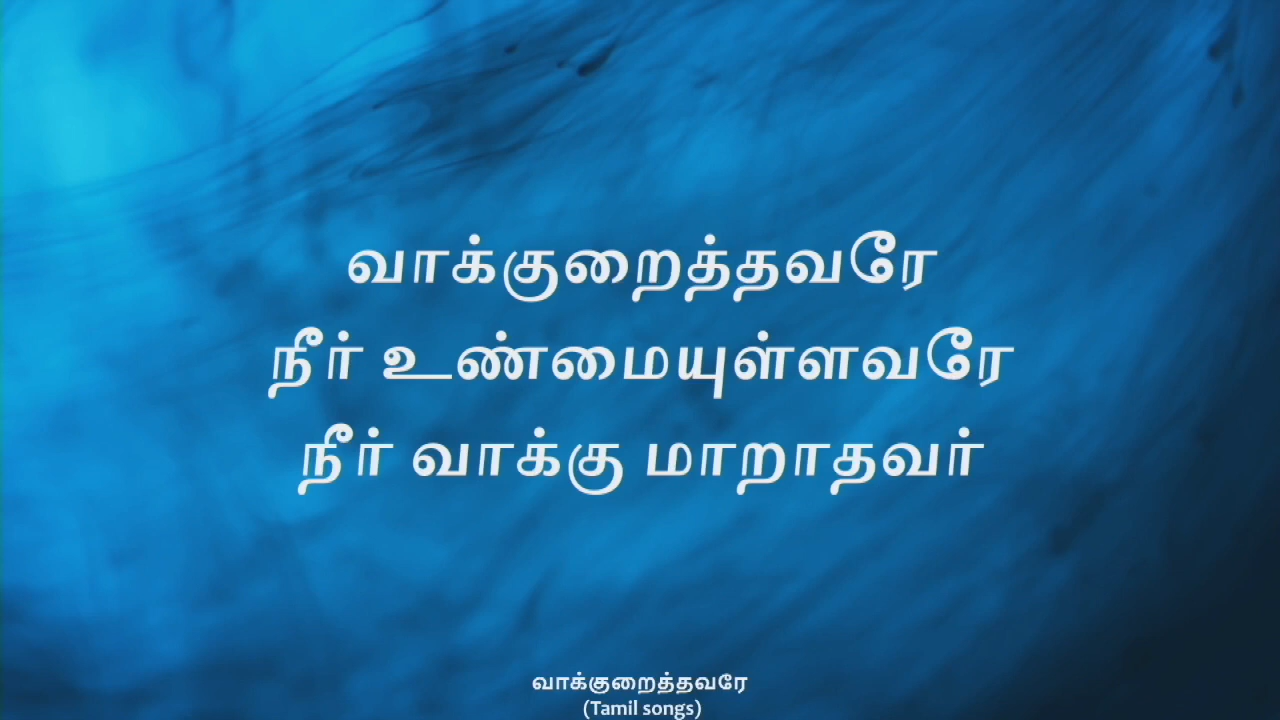 வாக்குறைத்தவரே
நீர் உண்மையுள்ளவரே
நீர் வாக்கு மாறாதவர்
வாக்குறைத்தவரே
(Tamil songs)